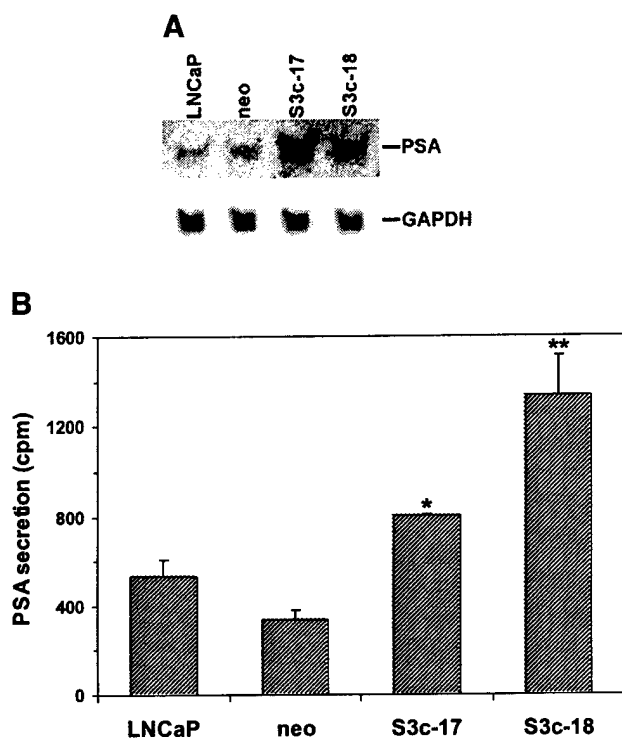 A
LNCaP neo S3c-17 S3c-18
PSA
GAPDH
B
1600
**
1200
PSA secretion (cpm)
800
*
400
0
LNCaP neo S3c-17 S3c-18